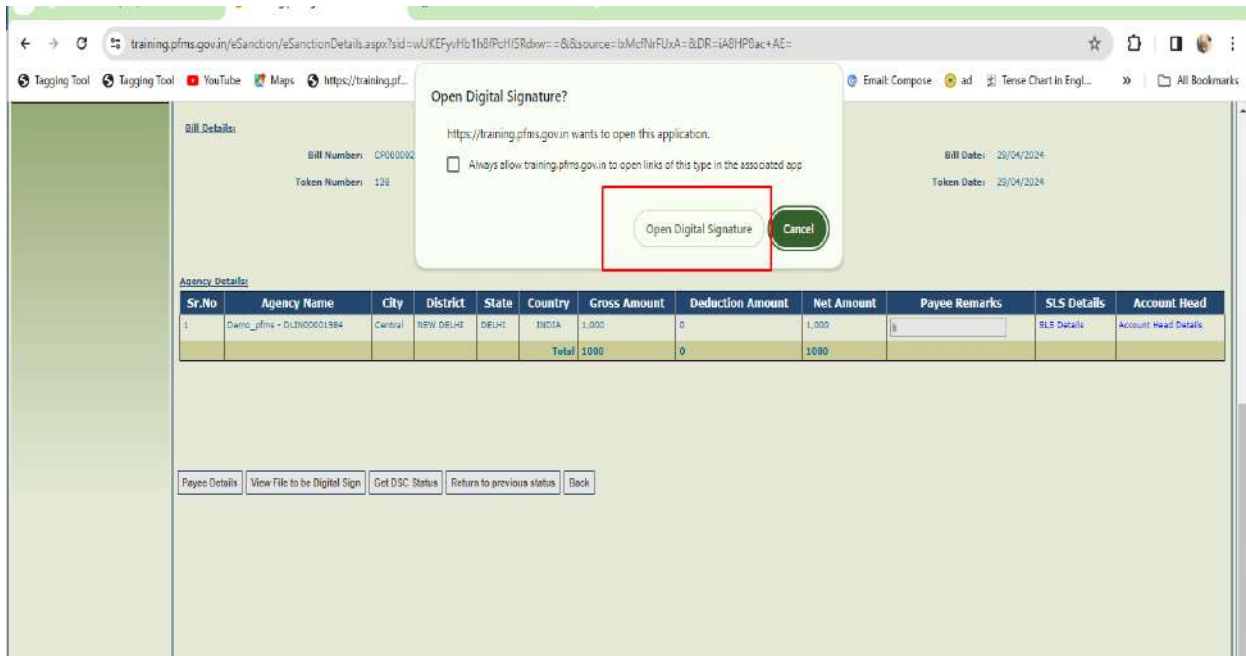 training.pfms.gov.in/eSanction/eSanctionDetails.aspx?sid=
Tagging Tool Tagging Tool YouTube Maps https://training.pf... Email: Compose ad Tense Chart in Engl... » All Bookmarks
Open Digital Signature?
https://training.pfms.gov.in wants to open this application.
Always allow training.pfms.gov.in to open links of this type in the associated app
Open Digital Signature Cancel
Bill Details:
Bill Number: CP000092 Bill Date: 29/04/2024
Token Number: 138 Token Date: 29/04/2024
Agency Details:
Sr.No Agency Name City District State Country Gross Amount Deduction Amount Net Amount Payee Remarks SLS Details Account Head
1 Demo_pfms - DLIN00001984 Central NEW DELHI DELHI INDIA 1,000 0 1,000 k SLS Details Account Head Details
Total 1000 0 1000
Payee Details View File to be Digital Sign Get DSC Status Return to previous status Back